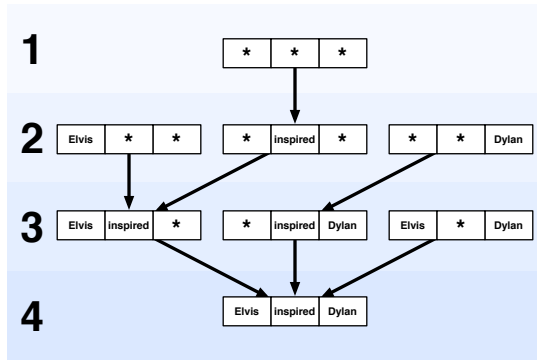 1 * * *
2 Elvis * * * inspired * * * Dylan
3 Elvis inspired * * inspired Dylan Elvis * Dylan
4 Elvis inspired Dylan